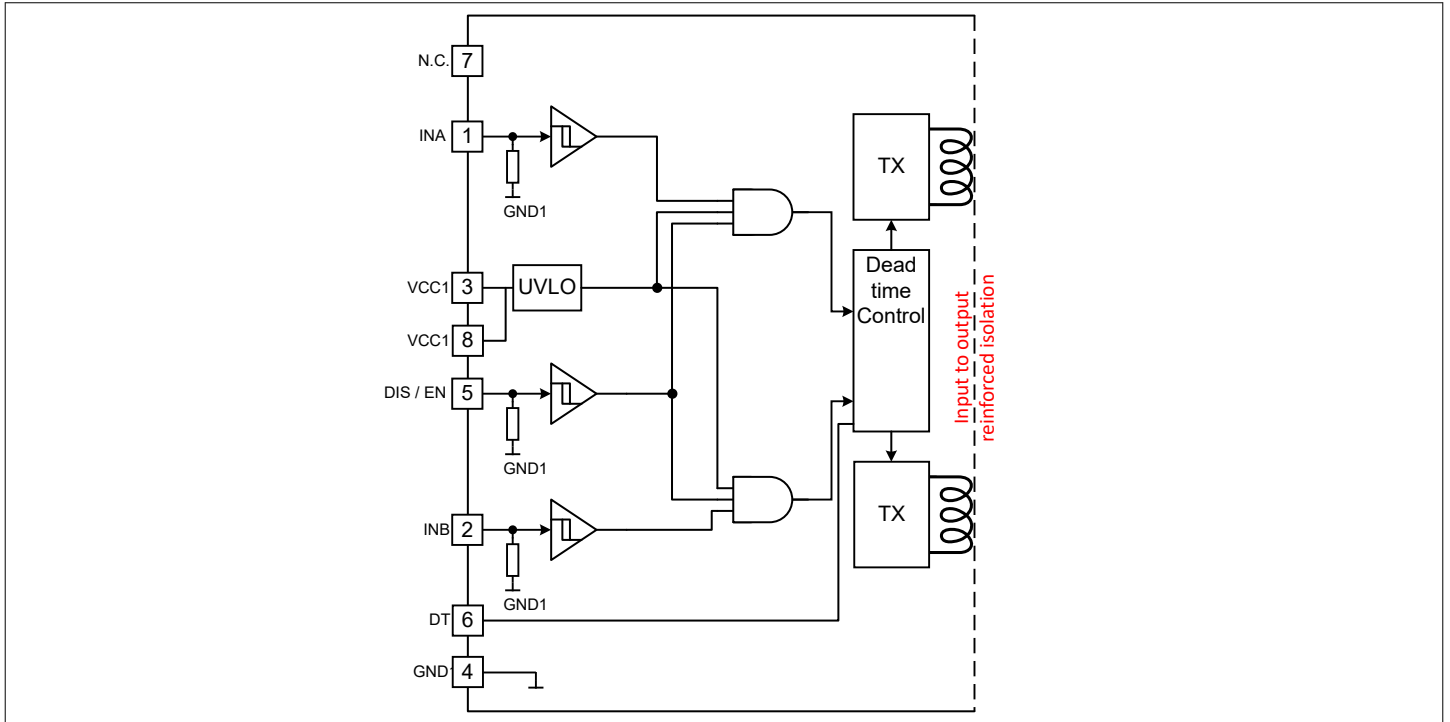 N.C. 7
INA 1
GND1
TX
VCC1 3
UVLO
Dead
time
Control
VCC1 8
DIS / EN 5
GND1
Input to output
reinforced isolation
INB 2
GND1
TX
DT 6
GND1 4